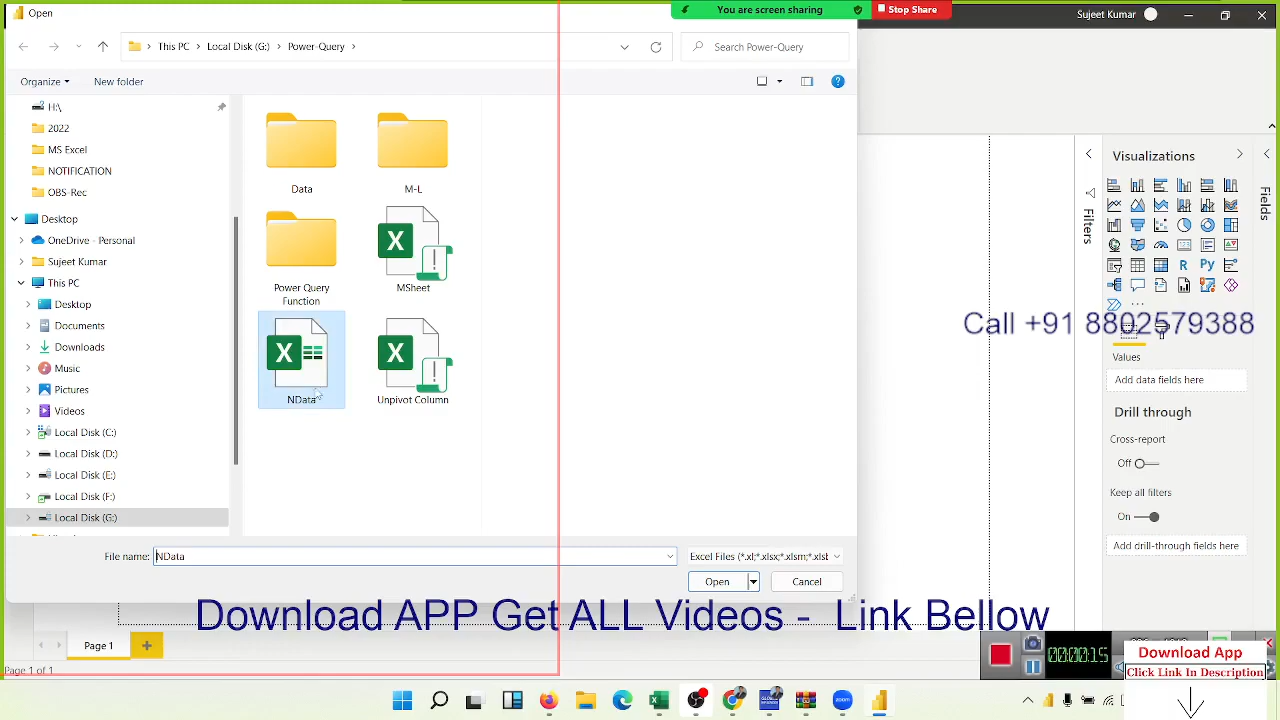 Open
You are screen sharing
Stop Share
Sujeet Kumar
This PC > Local Disk (G:) > Power-Query >
Search Power-Query
Organize
New folder
H:\
2022
MS Excel
NOTIFICATION
OBS-Rec
Desktop
OneDrive - Personal
Sujeet Kumar
This PC
Desktop
Documents
Downloads
Music
Pictures
Videos
Local Disk (C:)
Local Disk (D:)
Local Disk (E:)
Local Disk (F:)
Local Disk (G:)
Data
M-L
Power Query
Function
MSheet
NData
Unpivot Column
File name:
NData
Excel Files (*.xl;*.xlsx;*.xlsm;*.xlst
Open
Cancel
Filters
Visualizations
Fields
Call +91 8802579388
Values
Add data fields here
Drill through
Cross-report
Off
Keep all filters
On
Add drill-through fields here
Download APP Get ALL Videos - Link Bellow
Page 1
Page 1 of 1
00:00:15
Download App
Click Link In Description